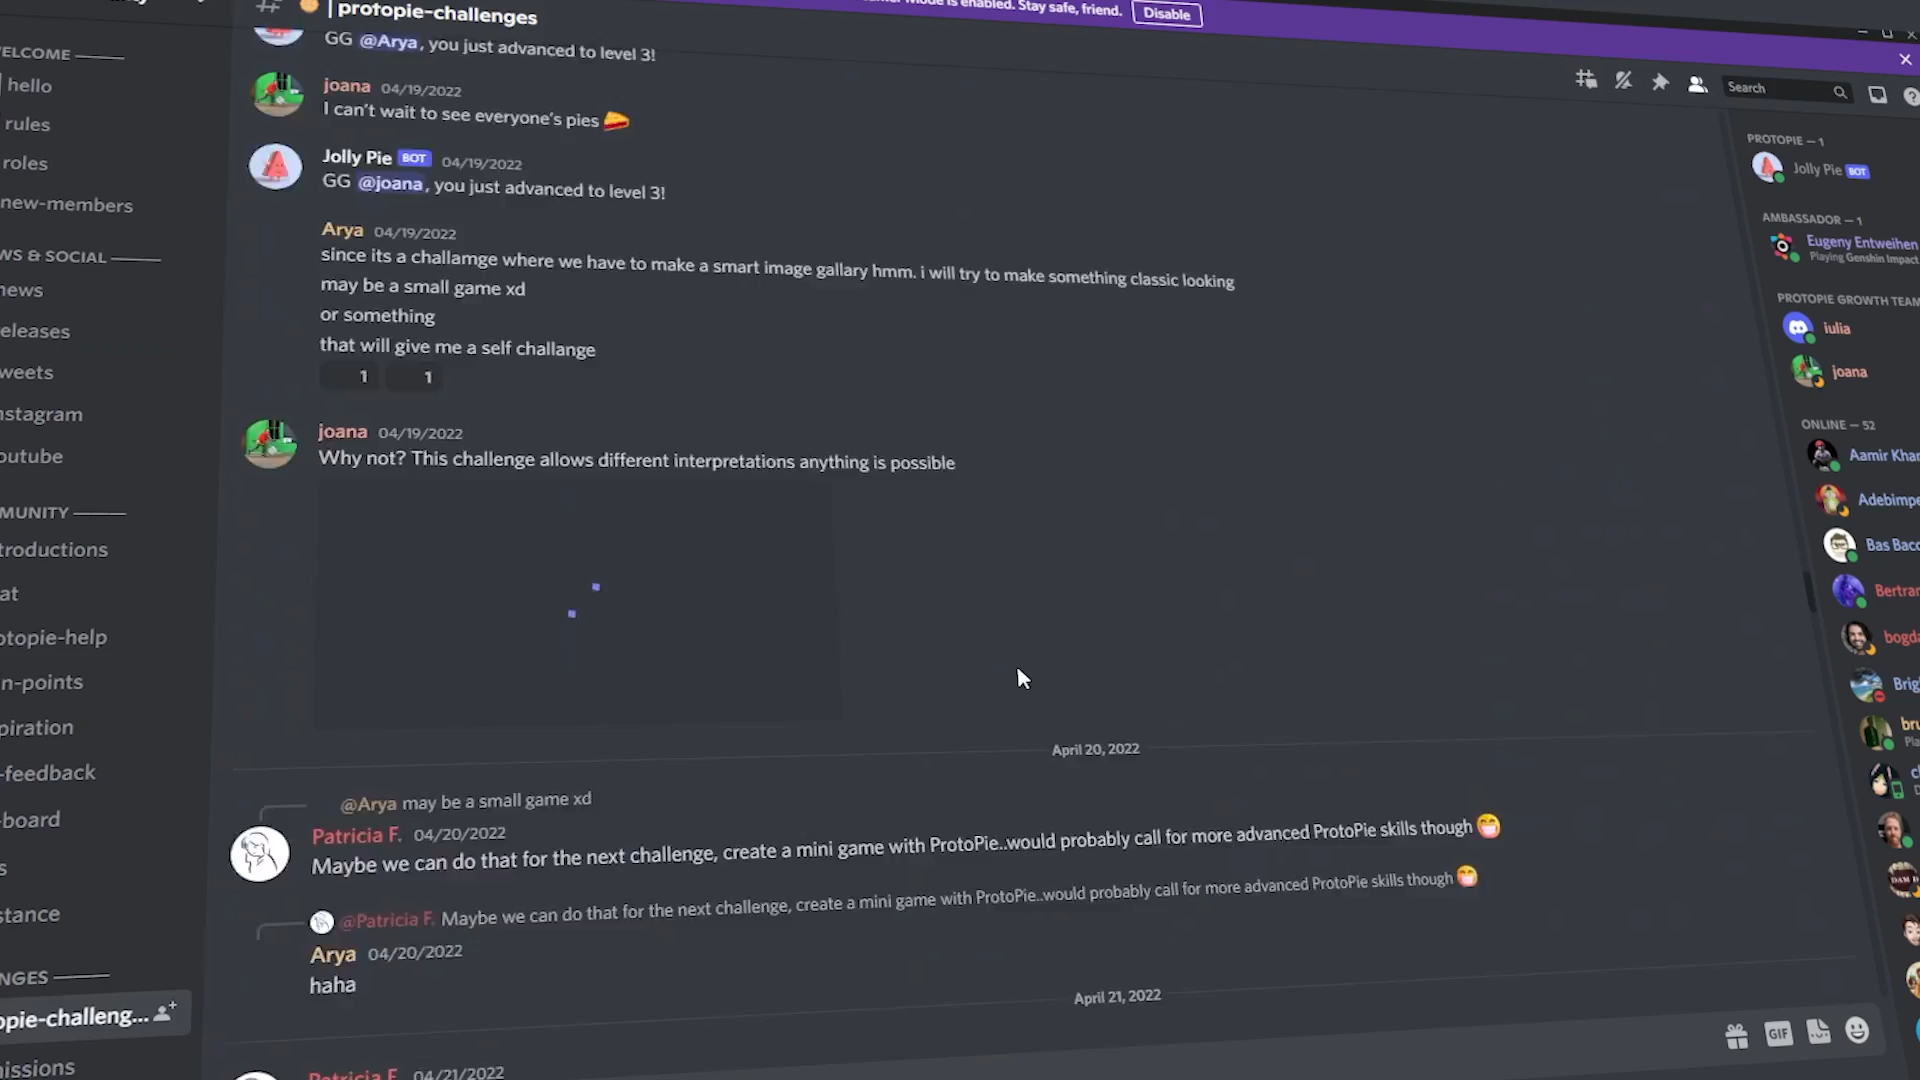 protopie-challenges
Mode is enabled. Stay safe, friend.
Disable
GG @Arya, you just advanced to level 3!
joana 04/19/2022
I can't wait to see everyone's pies
Jolly Pie BOT 04/19/2022
GG @joana, you just advanced to level 3!
Arya 04/19/2022
since its a challamge where we have to make a smart image gallary hmm. i will try to make something classic looking
may be a small game xd
or something
that will give me a self challange
1 1
joana 04/19/2022
Why not? This challenge allows different interpretations anything is possible
April 20, 2022
@Arya may be a small game xd
Patricia F. 04/20/2022
Maybe we can do that for the next challenge, create a mini game with ProtoPie..would probably call for more advanced ProtoPie skills though
@Patricia F. Maybe we can do that for the next challenge, create a mini game with ProtoPie..would probably call for more advanced ProtoPie skills though
Arya 04/20/2022
haha
April 21, 2022
Patricia F. 04/21/2022
GIF
ELCOME
hello
rules
roles
new-members
WS & SOCIAL
news
eleases
weets
nstagram
outube
MUNITY
troductions
at
otopie-help
n-points
piration
-feedback
-board
s
stance
NGES
opie-challeng...
issions
Search
PROTOPIE — 1
Jolly Pie BOT
AMBASSADOR — 1
Eugeny Entweihen
Playing Genshin Impact
PROTOPIE GROWTH TEAM
iulia
joana
ONLINE — 52
Aamir Khan
Adebimpe
Bas Bacc
Bertran
bogda
Brig
bru
Pla
DAM D